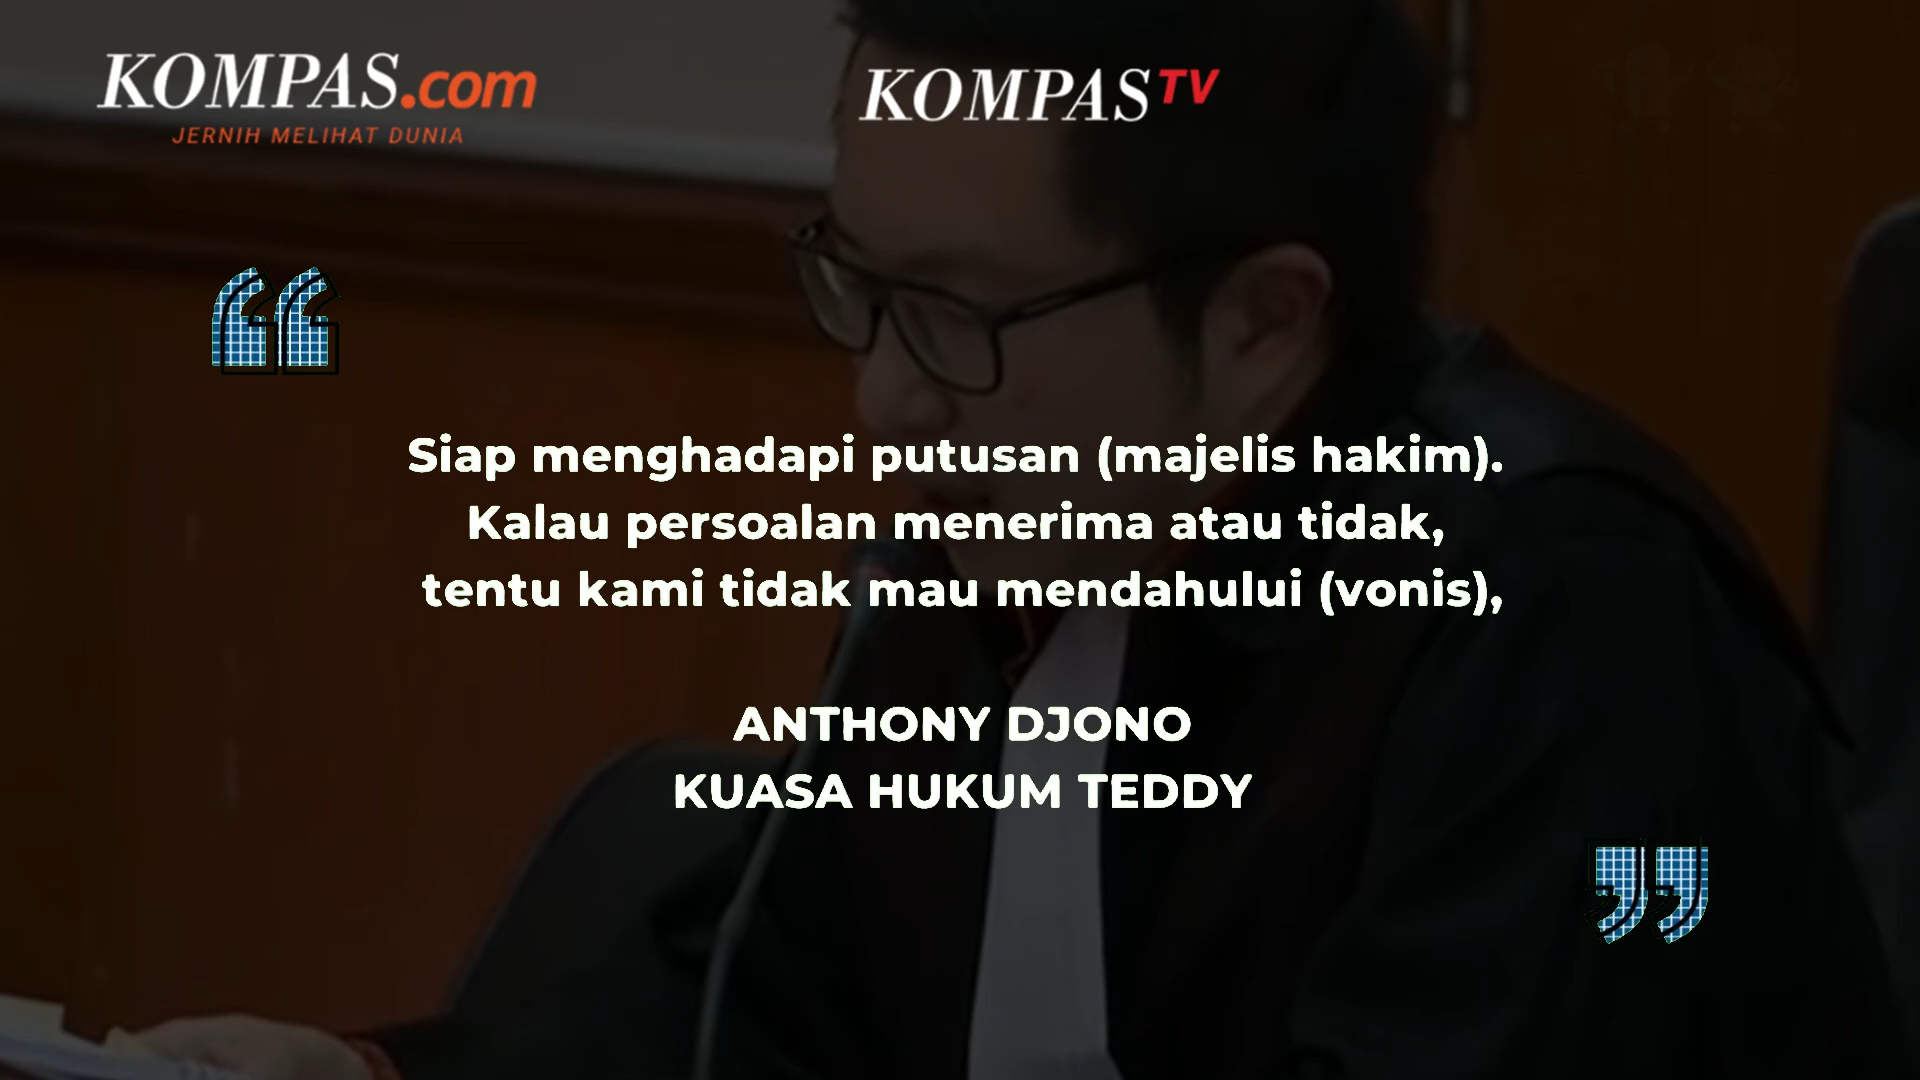 KOMPAS.com
JERNIH MELIHAT DUNIA
KOMPAS TV
Siap menghadapi putusan (majelis hakim).
Kalau persoalan menerima atau tidak,
tentu kami tidak mau mendahului (vonis),
ANTHONY DJONO
KUASA HUKUM TEDDY